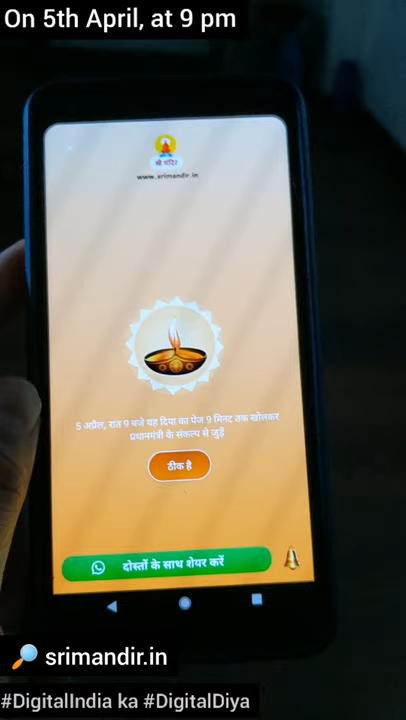 On 5th April, at 9 pm
श्री मंदिर
www.srimandir.in
5 अप्रैल, रात 9 बजे यह दिया का पेज 9 मिनट तक खोलकर
प्रधानमंत्री के संकल्प से जुड़ें
ठीक है
दोस्तों के साथ शेयर करें
srimandir.in
#DigitalIndia ka #DigitalDiya